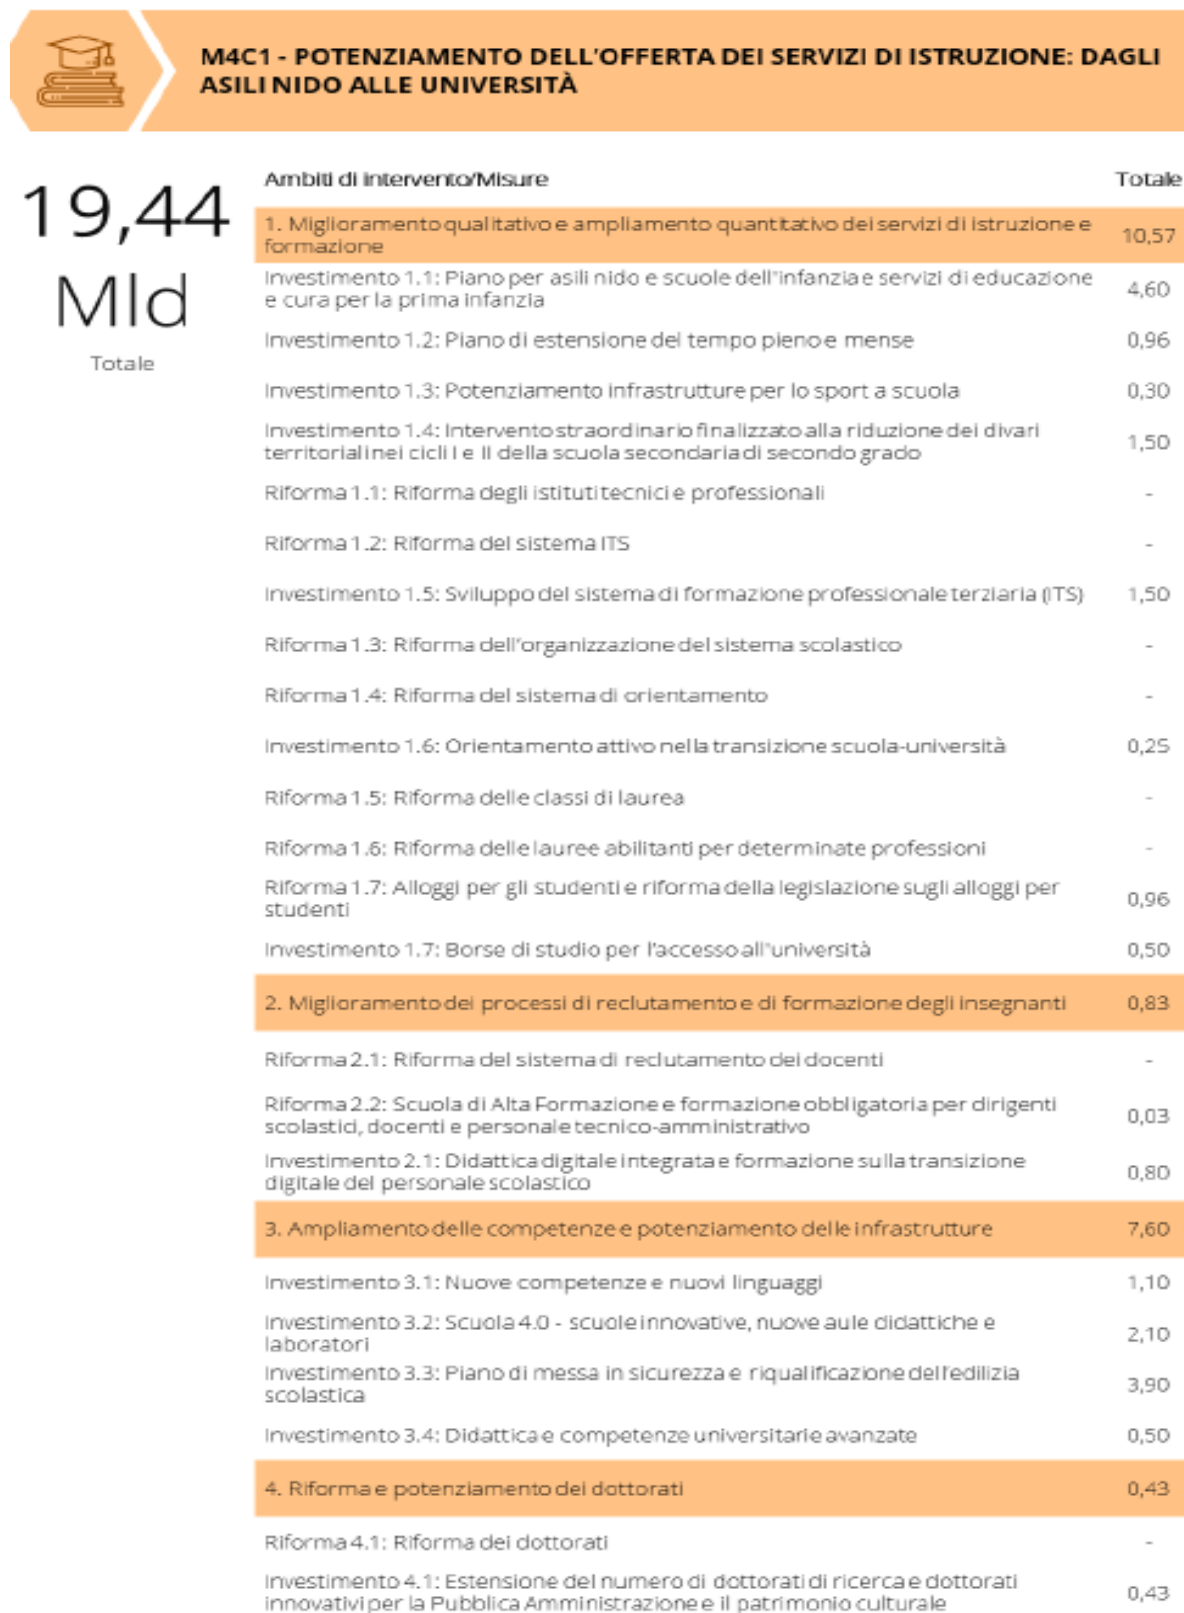 M4C1 - POTENZIAMENTO DELL'OFFERTA DEI SERVIZI DI ISTRUZIONE: DAGLI
ASILI NIDO ALLE UNIVERSITÀ
19,44
Mld
Totale
Ambiti di intervento/Misure Totale
1. Miglioramento qualitativo e ampliamento quantitativo dei servizi di istruzione e
formazione 10,57
Investimento 1.1: Piano per asili nido e scuole dell'infanzia e servizi di educazione
e cura per la prima infanzia 4,60
Investimento 1.2: Piano di estensione del tempo pieno e mense 0,96
Investimento 1.3: Potenziamento infrastrutture per lo sport a scuola 0,30
Investimento 1.4: Intervento straordinario finalizzato alla riduzione dei divari
territoriali nei cicli I e II della scuola secondaria di secondo grado 1,50
Riforma 1.1: Riforma degli istituti tecnici e professionali -
Riforma 1.2: Riforma del sistema ITS -
Investimento 1.5: Sviluppo del sistema di formazione professionale terziaria (ITS) 1,50
Riforma 1.3: Riforma dell'organizzazione del sistema scolastico -
Riforma 1.4: Riforma del sistema di orientamento -
Investimento 1.6: Orientamento attivo nella transizione scuola-università 0,25
Riforma 1.5: Riforma delle classi di laurea -
Riforma 1.6: Riforma delle lauree abilitanti per determinate professioni -
Riforma 1.7: Alloggi per gli studenti e riforma della legislazione sugli alloggi per
studenti 0,96
Investimento 1.7: Borse di studio per l'accesso all'università 0,50
2. Miglioramento dei processi di reclutamento e di formazione degli insegnanti 0,83
Riforma 2.1: Riforma del sistema di reclutamento dei docenti -
Riforma 2.2: Scuola di Alta Formazione e formazione obbligatoria per dirigenti
scolastici, docenti e personale tecnico-amministrativo 0,03
Investimento 2.1: Didattica digitale integrata e formazione sulla transizione
digitale del personale scolastico 0,80
3. Ampliamento delle competenze e potenziamento delle infrastrutture 7,60
Investimento 3.1: Nuove competenze e nuovi linguaggi 1,10
Investimento 3.2: Scuola 4.0 - scuole innovative, nuove aule didattiche e
laboratori 2,10
Investimento 3.3: Piano di messa in sicurezza e riqualificazione dell'edilizia
scolastica 3,90
Investimento 3.4: Didattica e competenze universitarie avanzate 0,50
4. Riforma e potenziamento dei dottorati 0,43
Riforma 4.1: Riforma dei dottorati -
Investimento 4.1: Estensione del numero di dottorati di ricerca e dottorati
innovativi per la Pubblica Amministrazione e il patrimonio culturale 0,43